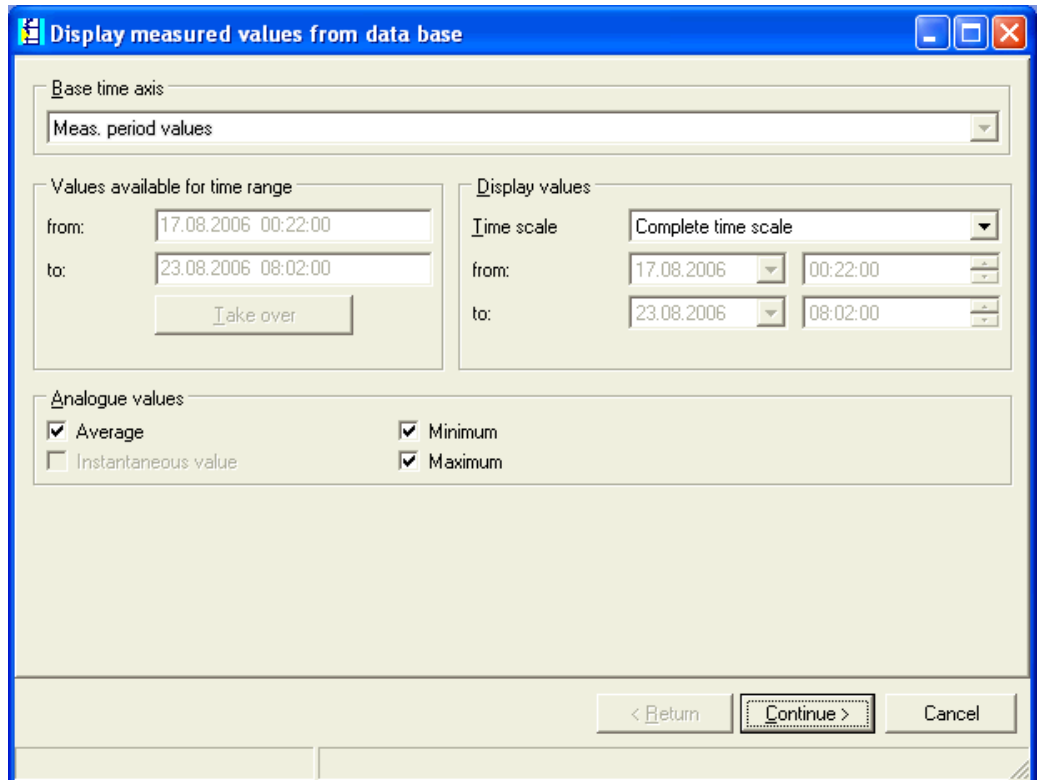 Display measured values from data base
Base time axis
Meas. period values
Values available for time range
from: 17.08.2006 00:22:00
to: 23.08.2006 08:02:00
Take over
Display values
Time scale Complete time scale
from: 17.08.2006 00:22:00
to: 23.08.2006 08:02:00
Analogue values
Average Minimum
Instantaneous value Maximum
< Return Continue > Cancel